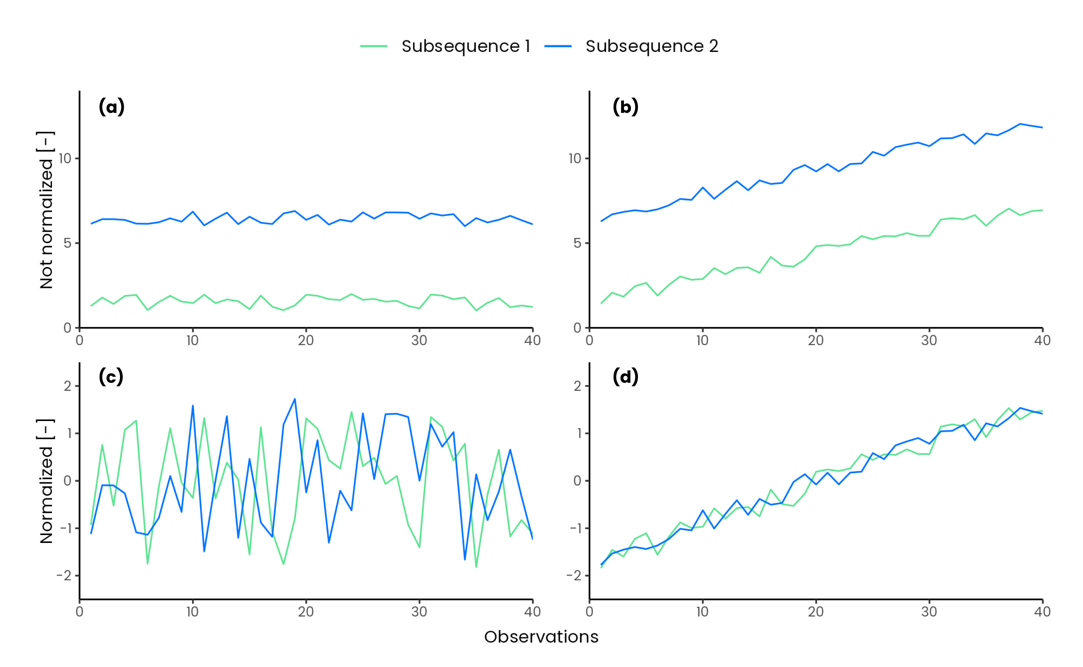 Subsequence 1 Subsequence 2
(a) (b)
Not normalized [-]
10 10
5 5
0 0
0 10 20 30 40 0 10 20 30 40
(c) (d)
Normalized [-]
2 2
1 1
0 0
−1 −1
−2 −2
0 10 20 30 40 0 10 20 30 40
Observations